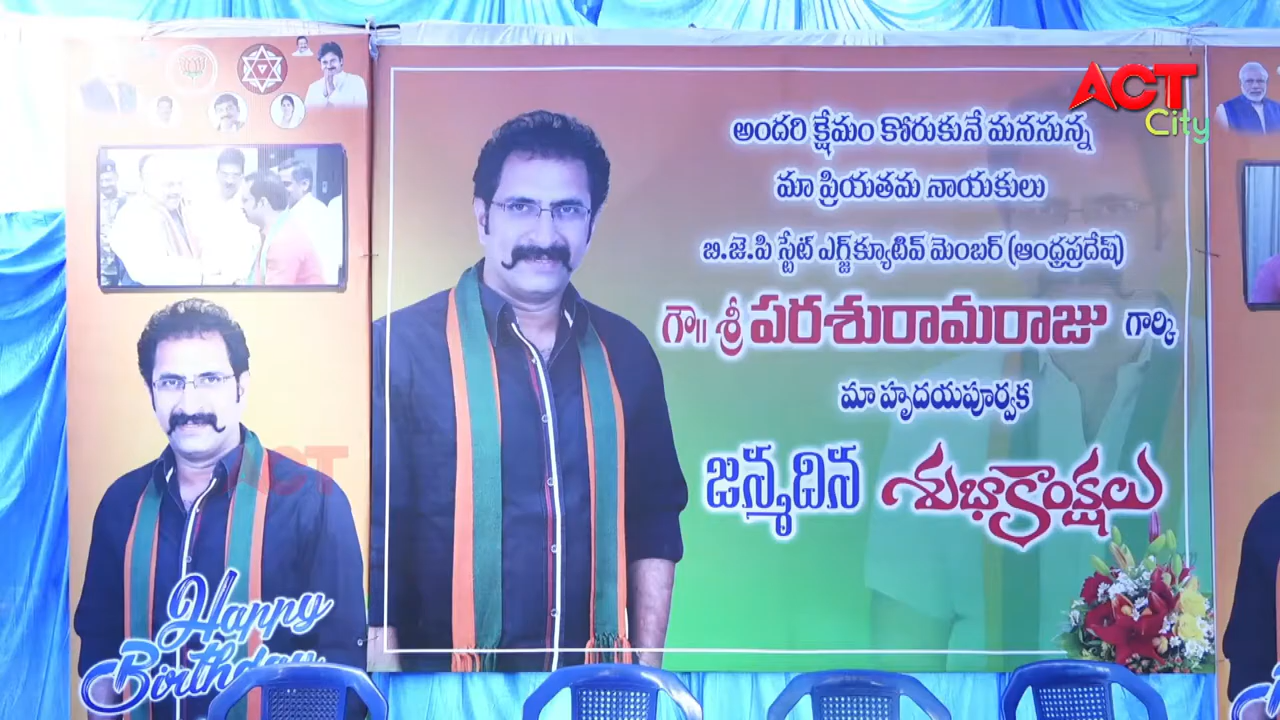 ACT
City
అందరి క్షేమం కోరుకునే మనసున్న
మా ప్రియతమ నాయకులు
బి.జె.పి స్టేట్ ఎగ్జిక్యూటివ్ మెంబర్ (ఆంధ్రప్రదేశ్)
గౌ॥ శ్రీ పరశురామరాజు గార్కి
మా హృదయపూర్వక
జన్మదిన శుభాకాంక్షలు
ACT
Happy
Birthday